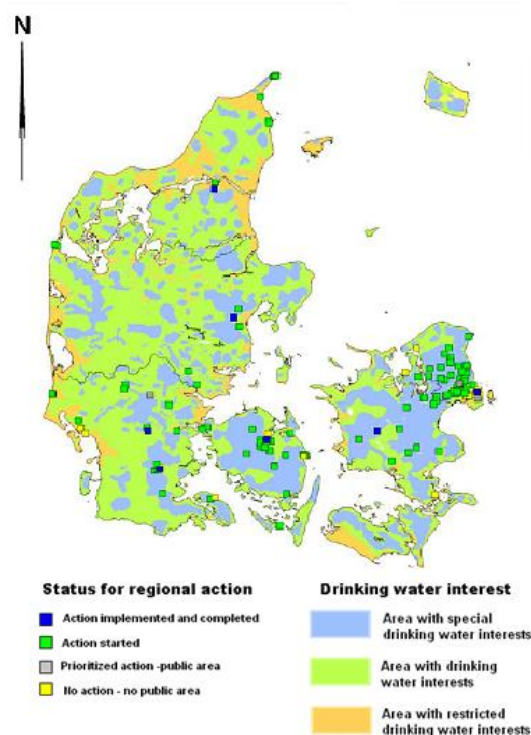 N
Status for regional action
Action implemented and completed
Action started
Prioritized action -public area
No action - no public area
Drinking water interest
Area with special
drinking water interests
Area with drinking
water interests
Area with restricted
drinking water interests